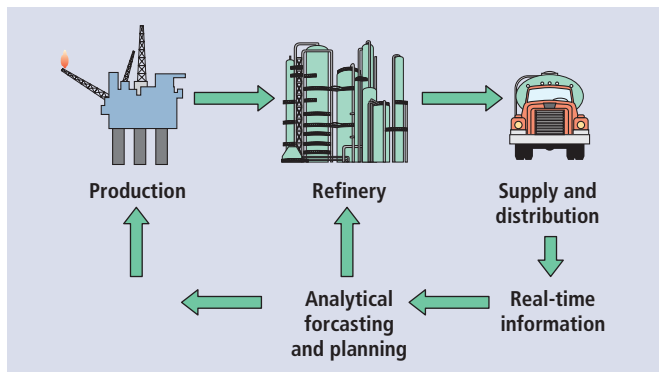 Production
Refinery
Supply and
distribution
Analytical
forcasting
and planning
Real-time
information